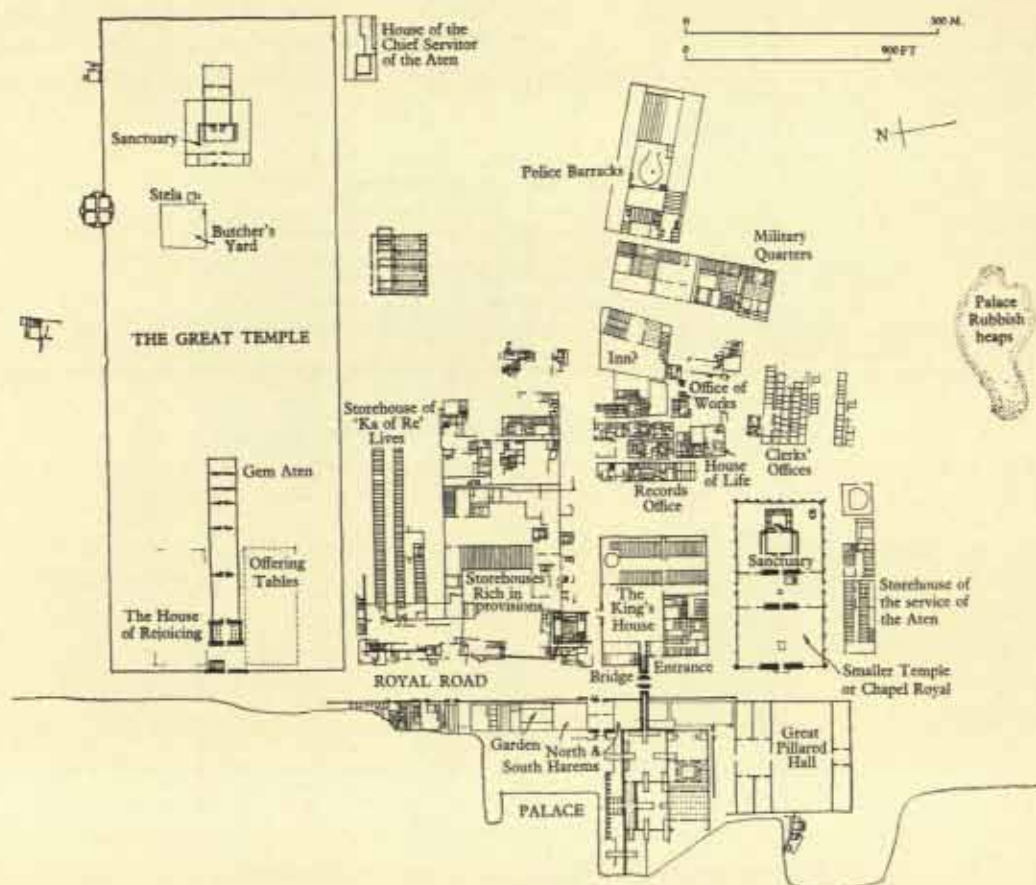 House of the
Chief Servitor
of the Aten
0
300 M.
0
900 FT
N
Sanctuary
Police Barracks
Stela
Butcher's
Yard
Military
Quarters
Palace
Rubbish
heaps
THE GREAT TEMPLE
Inn?
Office of
Works
Storehouse of
'Ka of Re'
Lives
Clerks'
Offices
House
of Life
Gem Aten
Records
Office
Offering
Tables
Storehouses
Rich in
provisions
The
King's
House
Sanctuary
Storehouse of
the service of
the Aten
The House
of Rejoicing
Bridge
Entrance
Smaller Temple
or Chapel Royal
ROYAL ROAD
Garden
North &
South Harems
Great
Pillared
Hall
PALACE